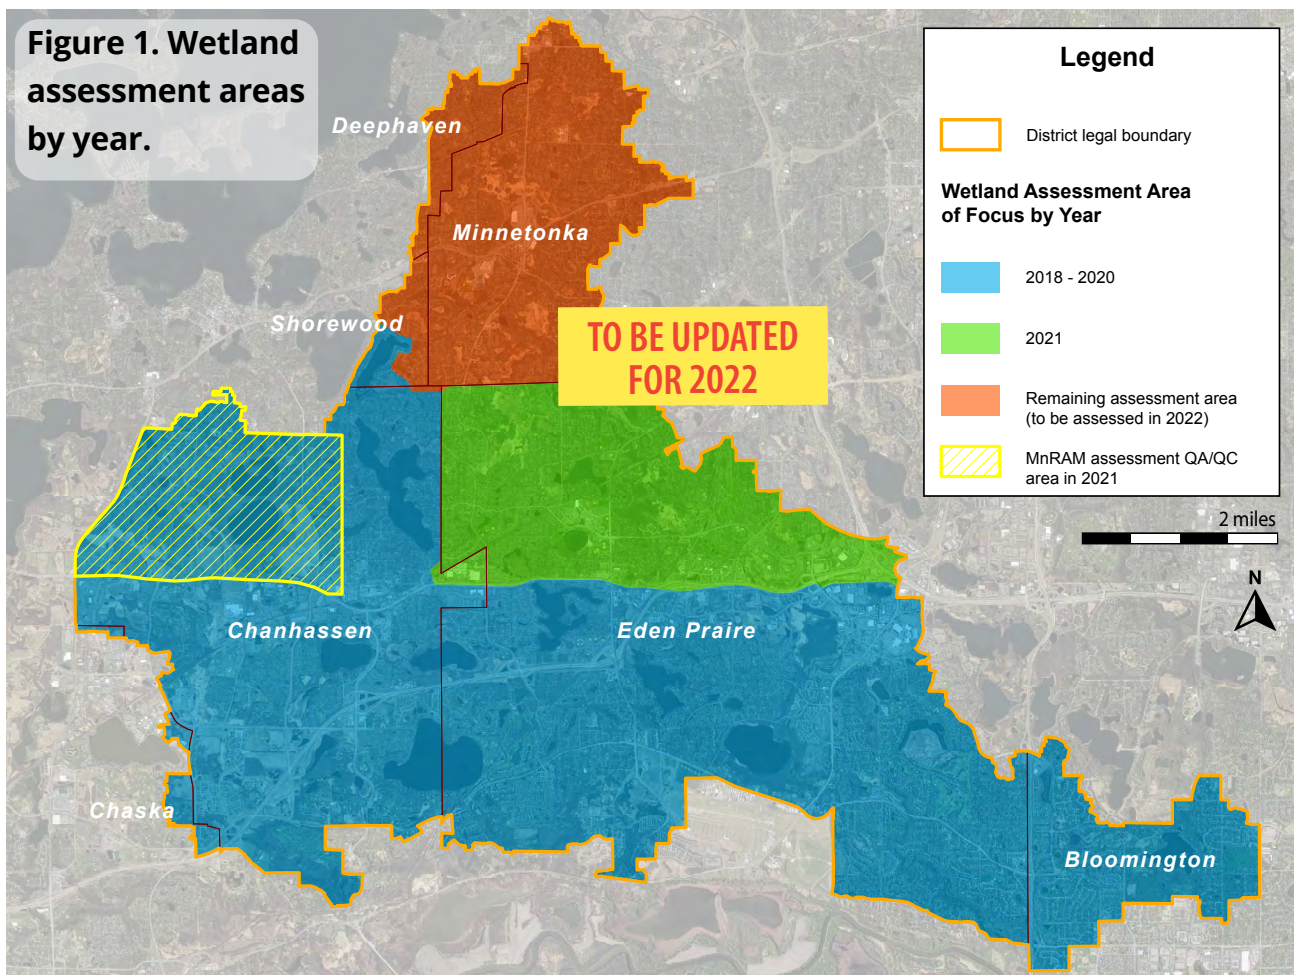 Figure 1. Wetland
assessment areas
by year.
Deephaven
Minnetonka
Shorewood
TO BE UPDATED
FOR 2022
Chanhassen
Eden Praire
Chaska
Bloomington
Legend
District legal boundary
Wetland Assessment Area
of Focus by Year
2018 - 2020
2021
Remaining assessment area
(to be assessed in 2022)
MnRAM assessment QA/QC
area in 2021
2 miles
N